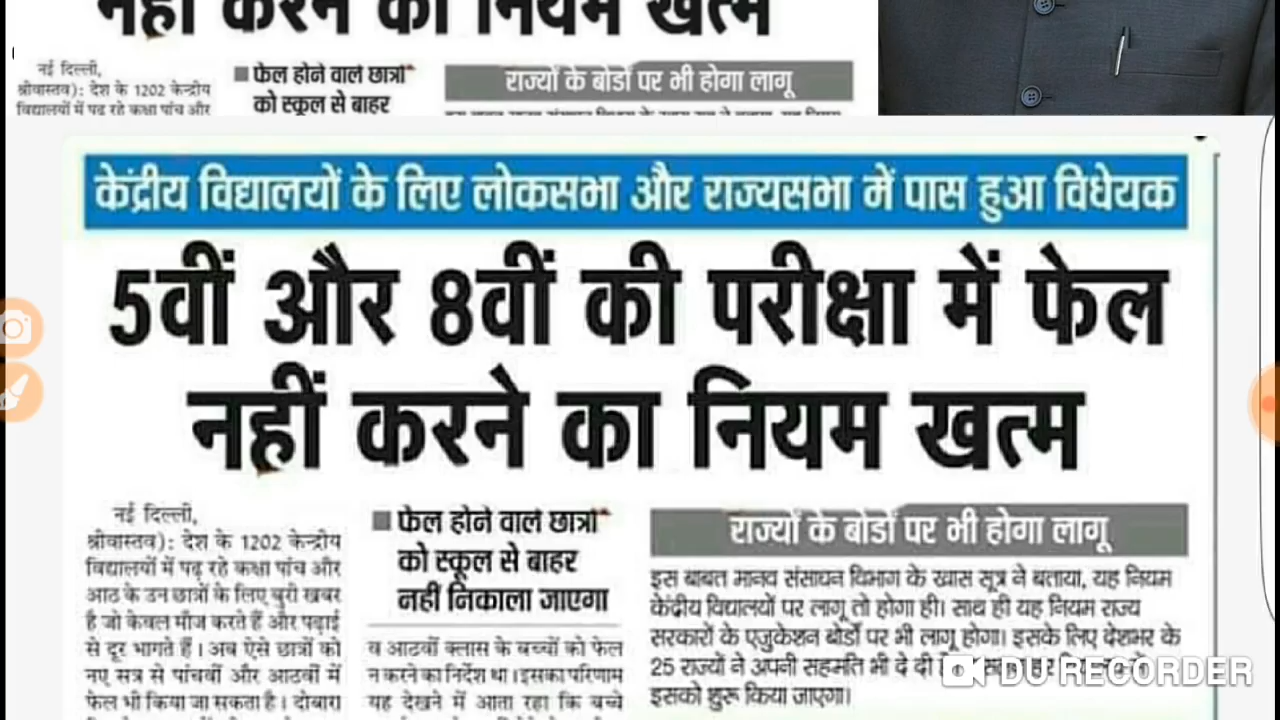 नहीं करने का नियम खत्म
नई दिल्ली,
श्रीवास्तव): देश के 1202 केन्द्रीय
विद्यालयों में पढ़ रहे कक्षा पांच और
■ फेल होने वाले छात्रों
को स्कूल से बाहर
राज्यों के बोर्डों पर भी होगा लागू
केंद्रीय विद्यालयों के लिए लोकसभा और राज्यसभा में पास हुआ विधेयक
5वीं और 8वीं की परीक्षा में फेल
नहीं करने का नियम खत्म
नई दिल्ली,
श्रीवास्तव): देश के 1202 केन्द्रीय
विद्यालयों में पढ़ रहे कक्षा पांच और
आठ के उन छात्रों के लिए बुरी खबर
है जो केवल मौज करते हैं और पढ़ाई
से दूर भागते हैं। अब ऐसे छात्रों को
नए सत्र से पांचवीं और आठवीं में
फेल भी किया जा सकता है। दोबारा
■ फेल होने वाले छात्रों
को स्कूल से बाहर
नहीं निकाला जाएगा
व आठवीं क्लास के बच्चों को फेल
न करने का निर्देश था। इसका परिणाम
यह देखने में आता रहा कि बच्चे
राज्यों के बोर्डों पर भी होगा लागू
इस बाबत मानव संसाधन विभाग के खास सूत्र ने बताया, यह नियम
केंद्रीय विद्यालयों पर लागू तो होगा ही। साथ ही यह नियम राज्य
सरकारों के एजुकेशन बोर्डों पर भी लागू होगा। इसके लिए देशभर के
25 राज्यों ने अपनी सहमति भी दे दी
इसको शुरू किया जाएगा।
DU RECORDER